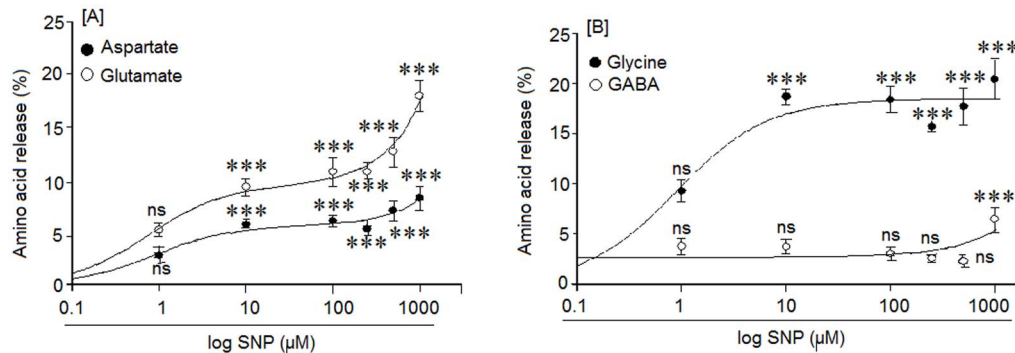 [A]
Aspartate
Glutamate
Amino acid release (%)
25
20
15
10
5
0
ns
ns
***
***
***
***
***
***
***
***
***
***
0.1 1 10 100 1000
log SNP (µM)
[B]
Glycine
GABA
Amino acid release (%)
25
20
15
10
5
0
ns
ns
ns
ns
ns
ns
***
***
***
***
***
***
0.1 1 10 100 1000
log SNP (µM)